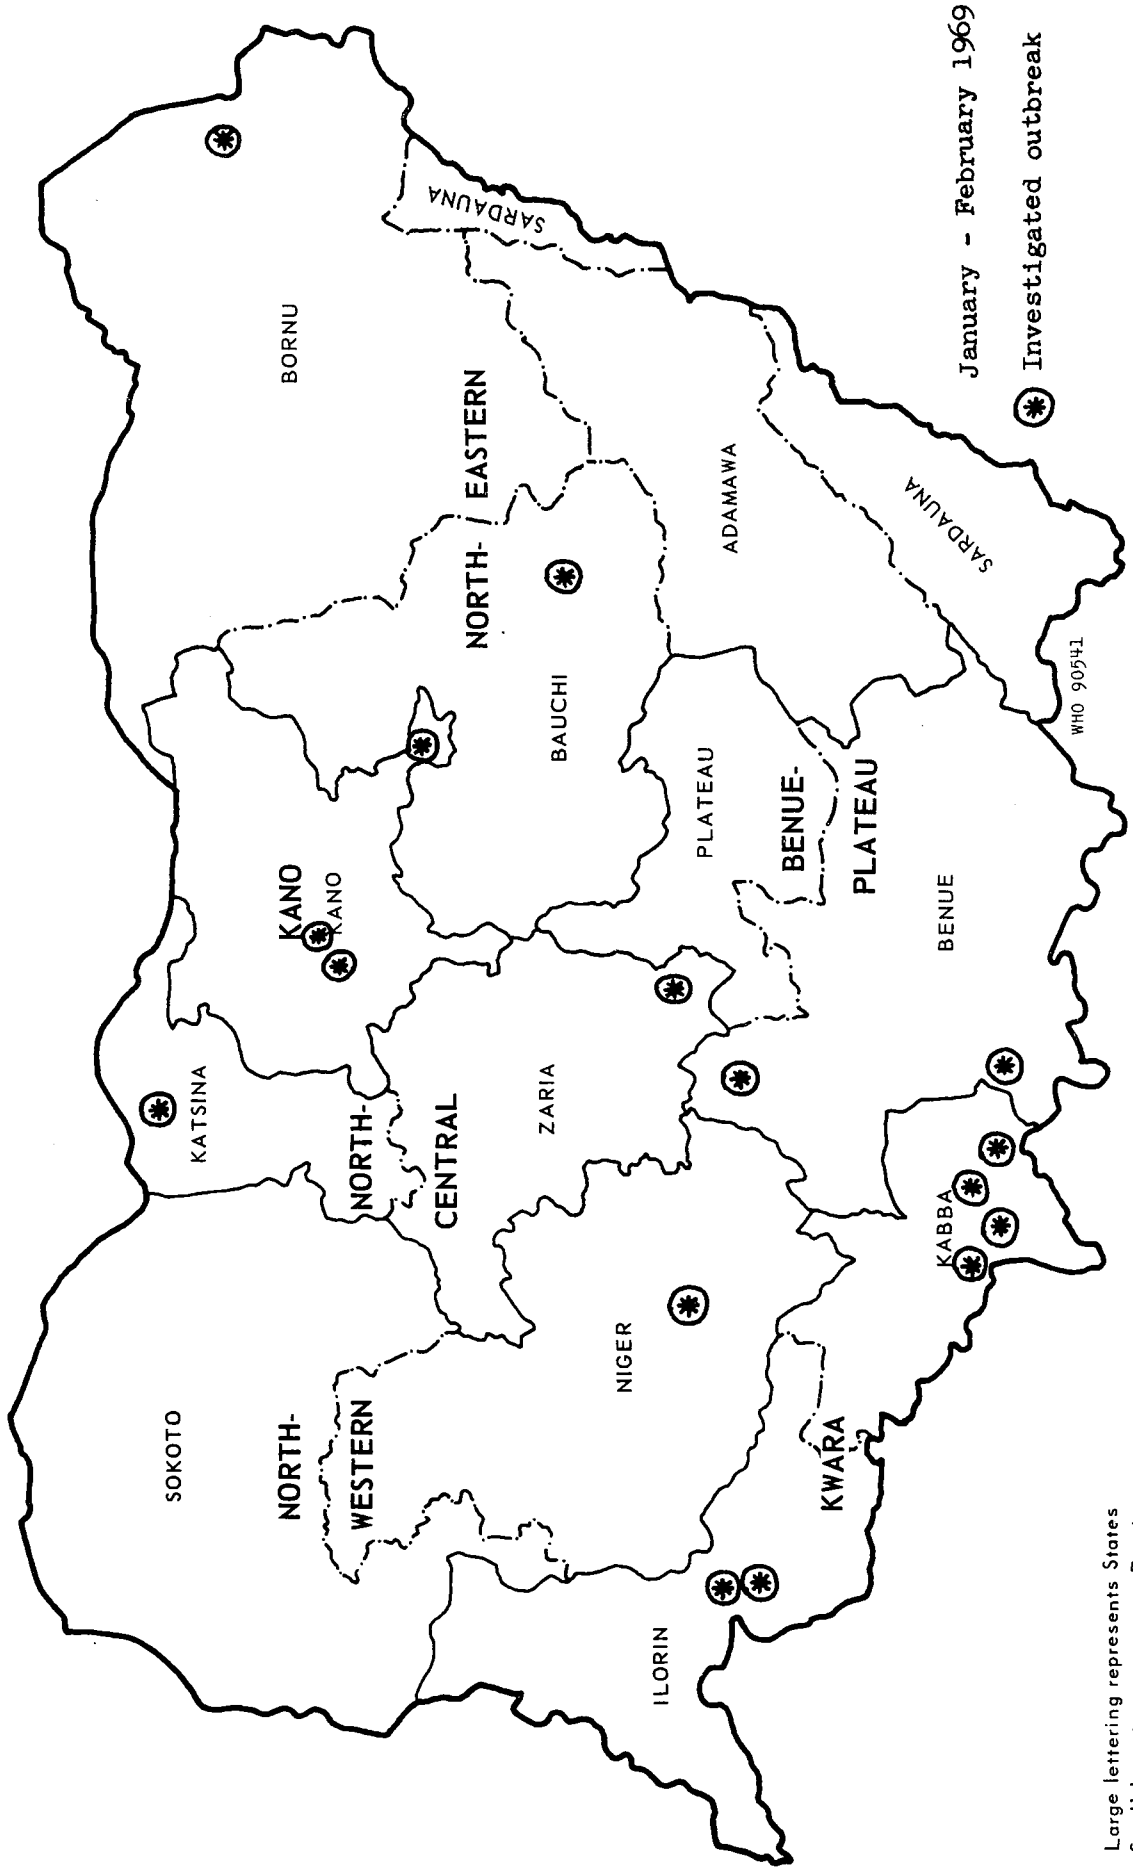 SOKOTO
NORTH-
WESTERN
KATSINA
NORTH-
CENTRAL
KANO
KANO
BORNU
NORTH- EASTERN
BAUCHI
ZARIA
NIGER
ILORIN
KWARA
KABBA
PLATEAU
BENUE-
PLATEAU
BENUE
ADAMAWA
SARDAUNA
SARDAUNA
January - February 1969
Investigated outbreak
WHO 90541
Large lettering represents States